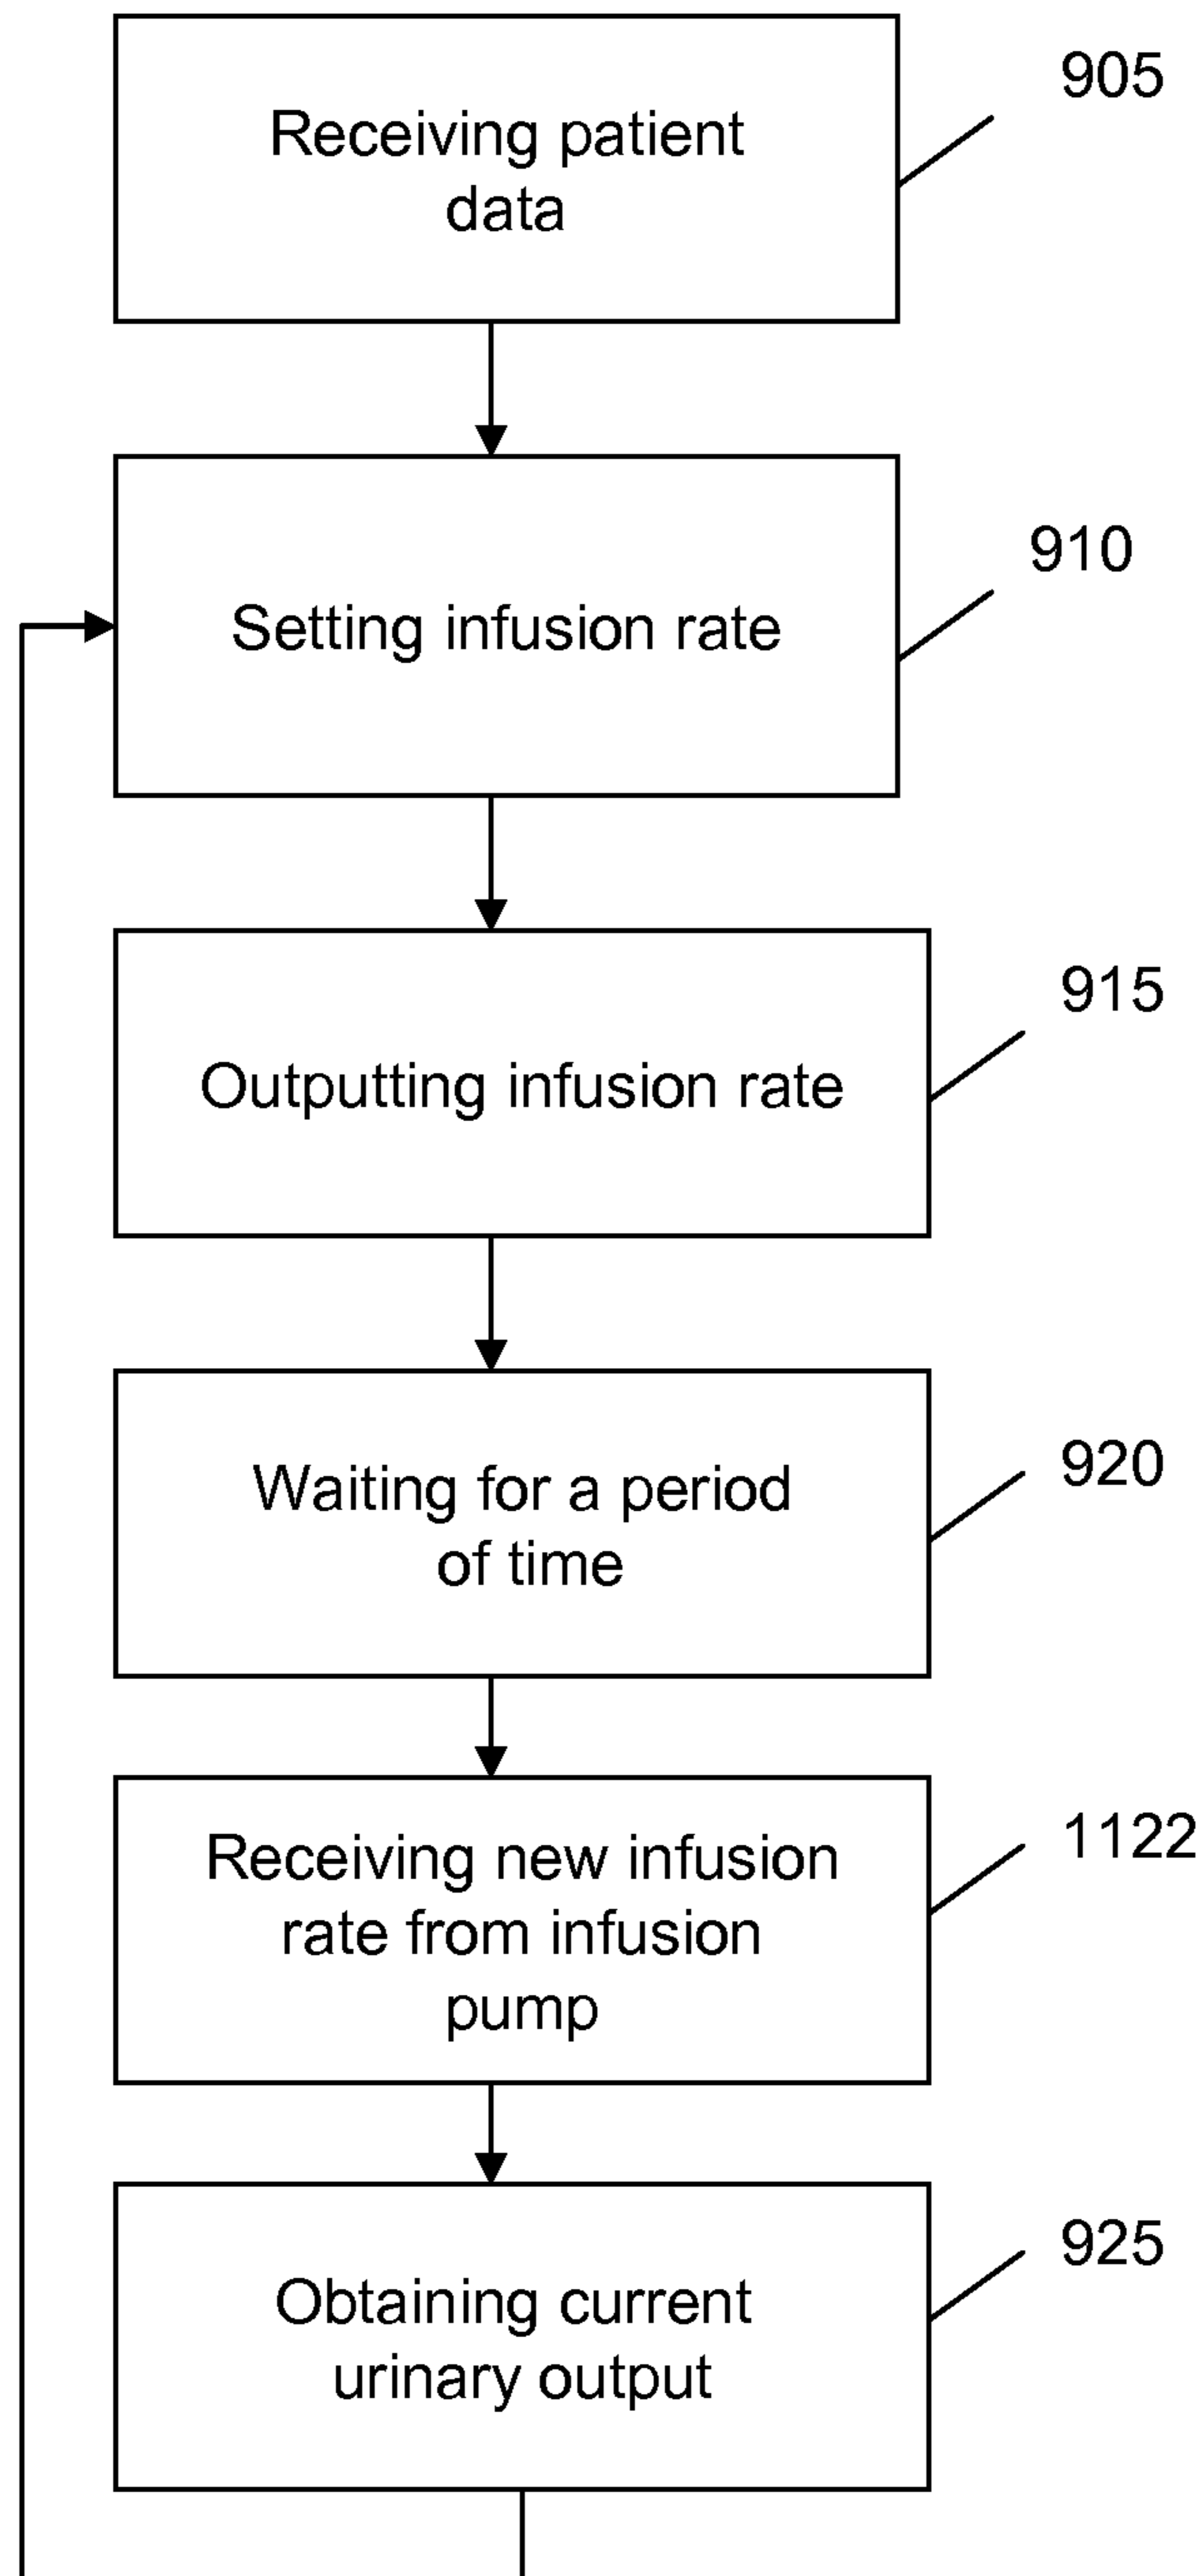 Receiving patient
data
905
Setting infusion rate
910
Outputting infusion rate
915
Waiting for a period
of time
920
Receiving new infusion
rate from infusion
pump
1122
Obtaining current
urinary output
925